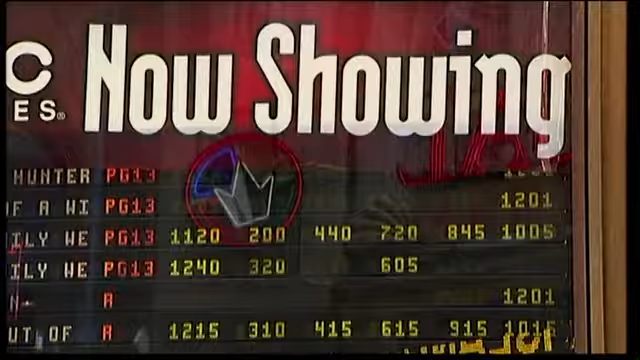 C Now Showing
ES®
HUNTER PG13
F A WI PG13 1201
ILY WE PG13 1120 200 440 720 845 1005
ILY WE PG13 1240 320 605
N- R 1201
UT OF R 1215 310 415 615 915 1015